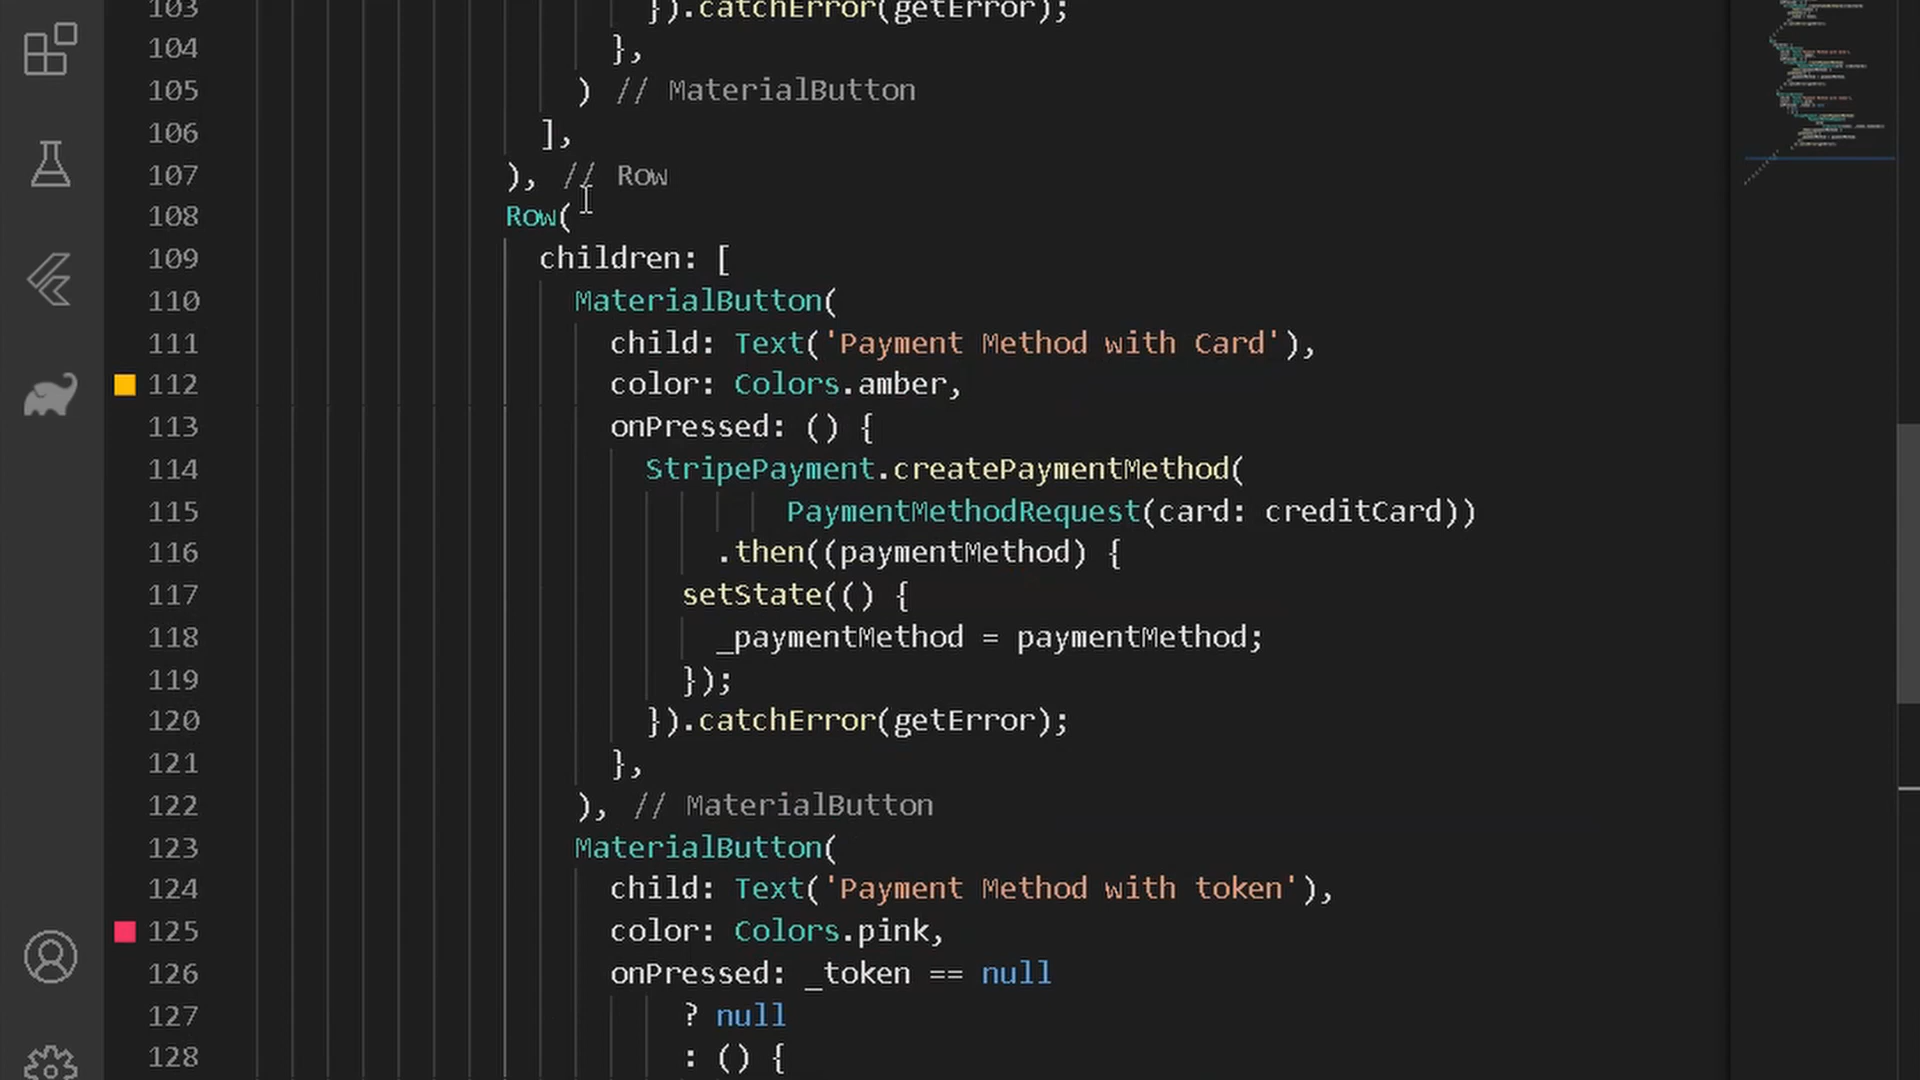 103 }).catchError(getError);
104 },
105 ) // MaterialButton
106 ],
107 ), // Row
108 Row(
109 children: [
110 MaterialButton(
111 child: Text('Payment Method with Card'),
112 color: Colors.amber,
113 onPressed: () {
114 StripePayment.createPaymentMethod(
115 PaymentMethodRequest(card: creditCard))
116 .then((paymentMethod) {
117 setState(() {
118 _paymentMethod = paymentMethod;
119 });
120 }).catchError(getError);
121 },
122 ), // MaterialButton
123 MaterialButton(
124 child: Text('Payment Method with token'),
125 color: Colors.pink,
126 onPressed: _token == null
127 ? null
128 : () {